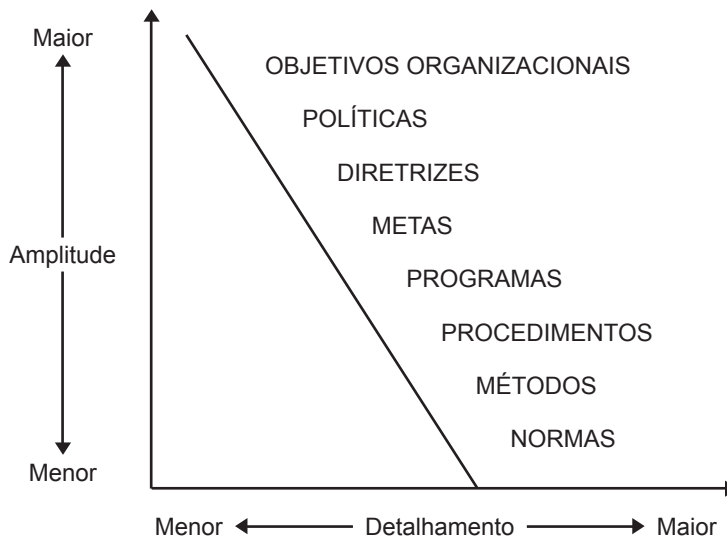 Maior
OBJETIVOS ORGANIZACIONAIS
POLÍTICAS
DIRETRIZES
METAS
Amplitude
PROGRAMAS
PROCEDIMENTOS
MÉTODOS
NORMAS
Menor
Menor Detalhamento Maior